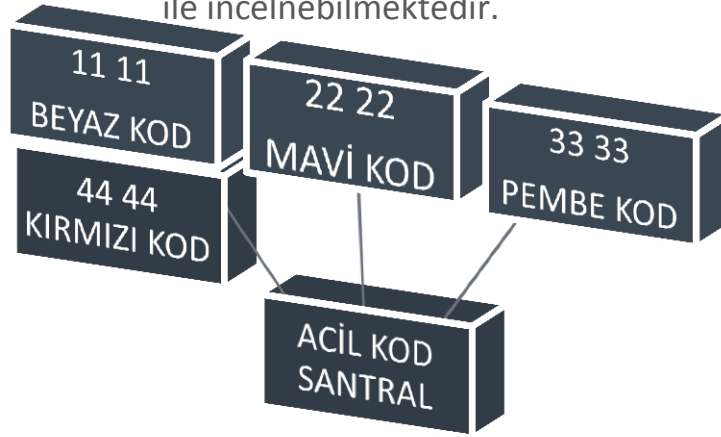 ile incelnebilmektedir.
11 11
BEYAZ KOD
22 22
MAVİ KOD
33 33
PEMBE KOD
44 44
KIRMIZI KOD
ACİL KOD
SANTRAL